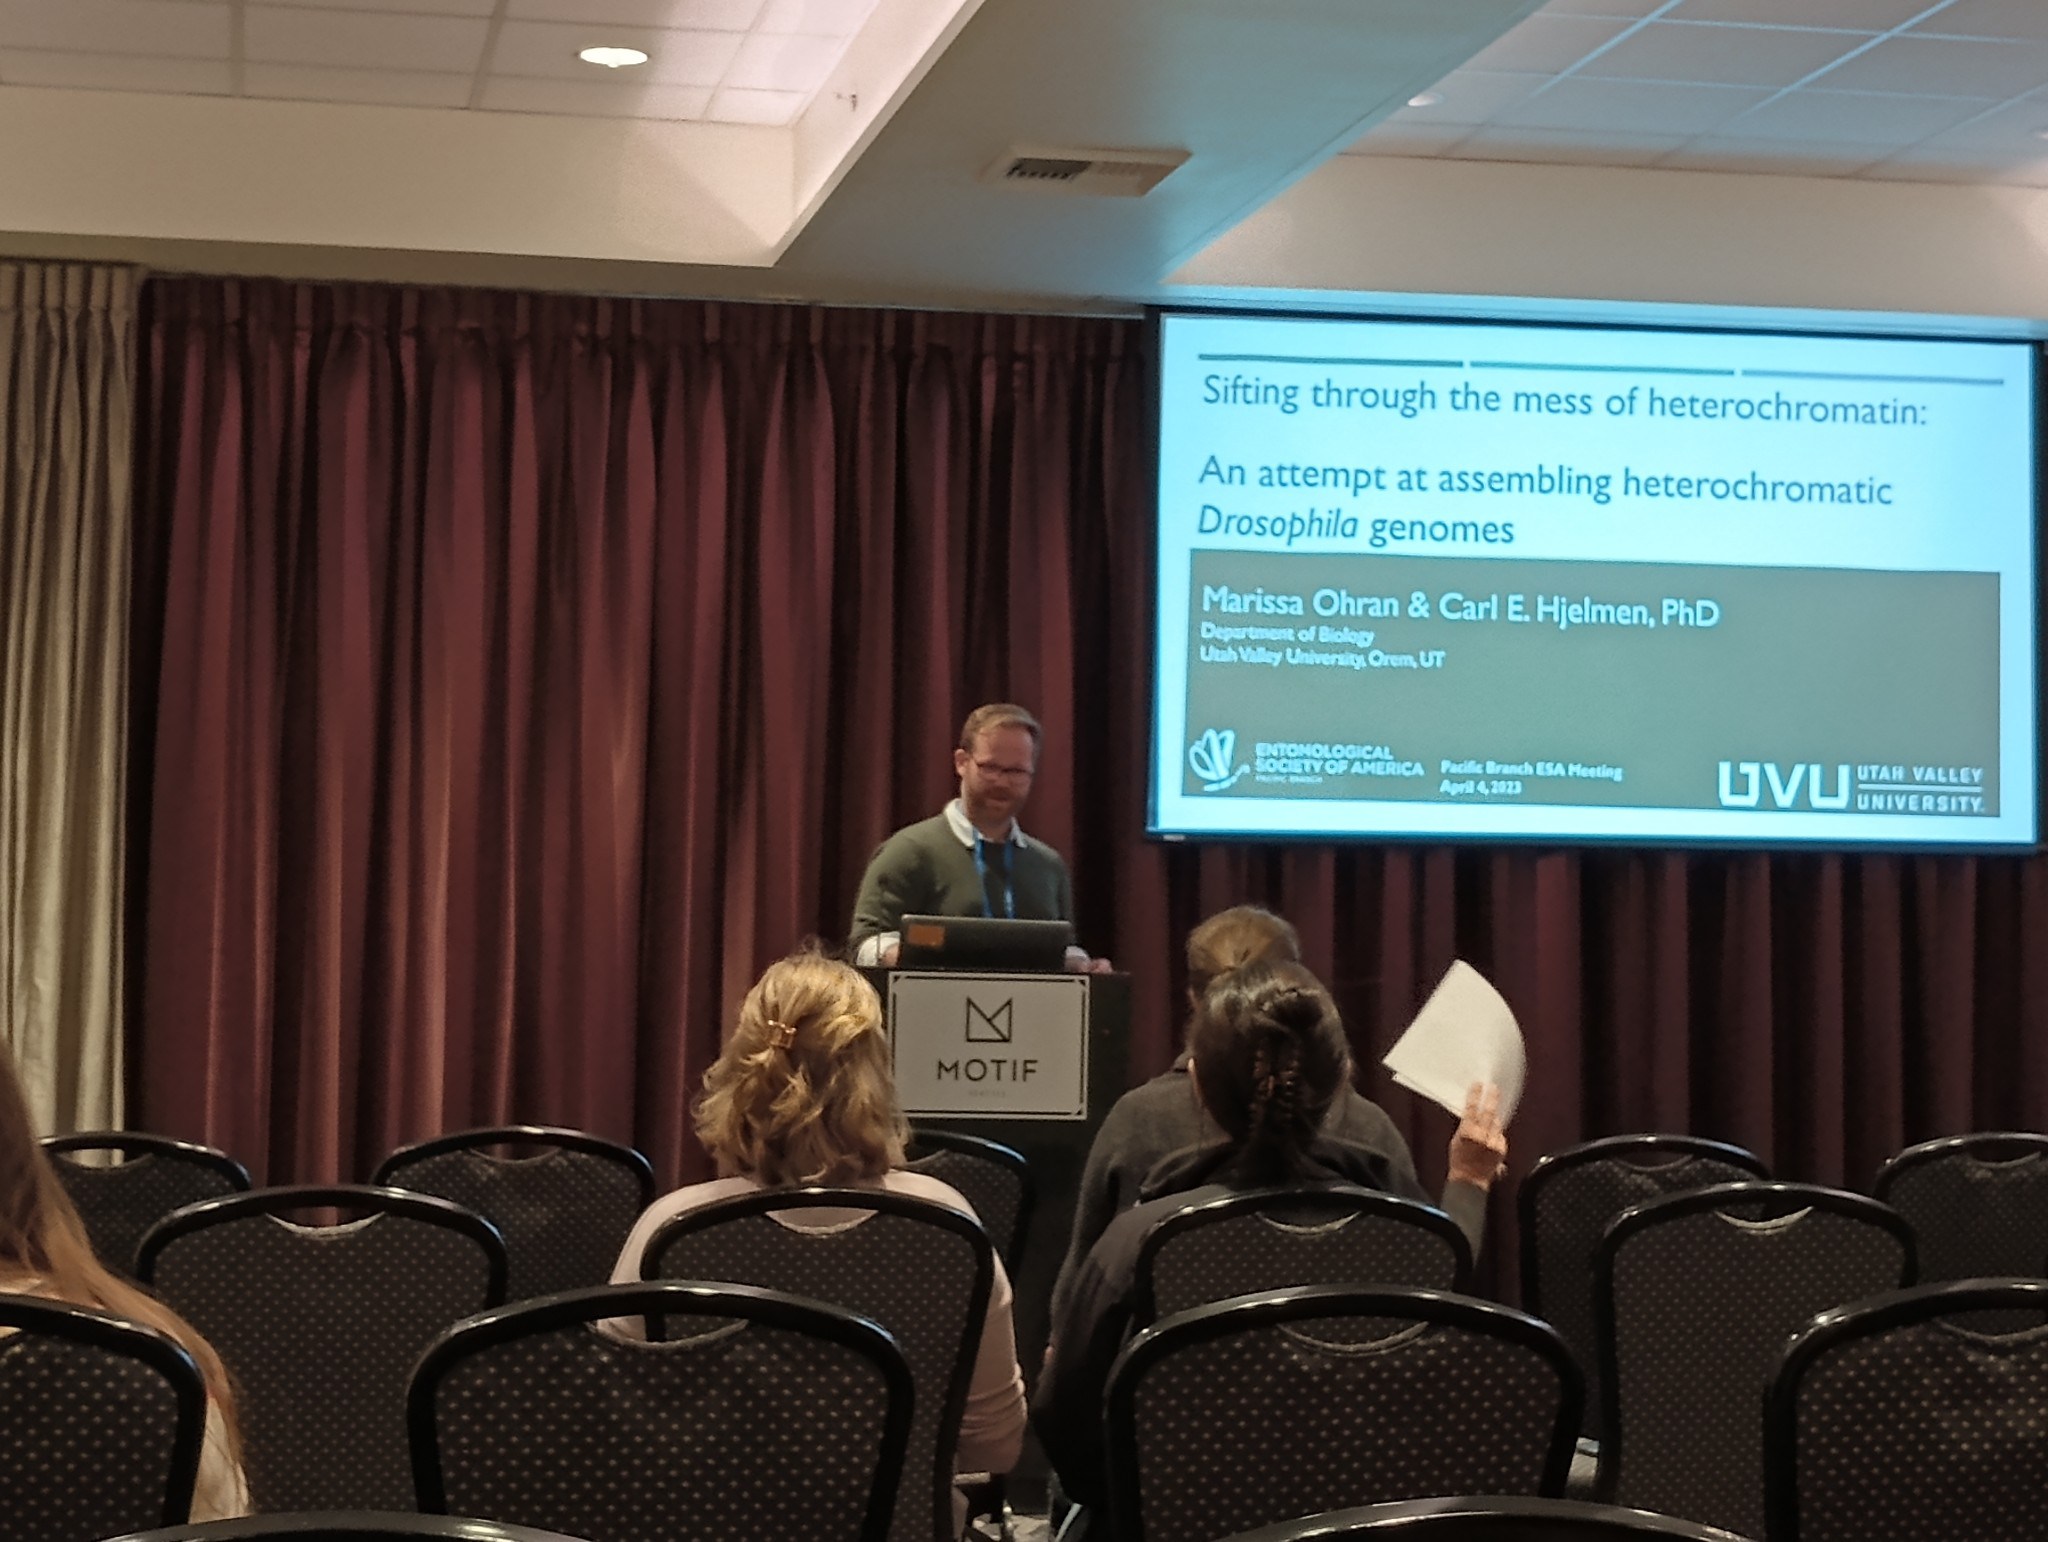 Sifting through the mess of heterochromatin:
An attempt at assembling heterochromatic
Drosophila genomes
Marissa Ohran & Carl E. Hjelmen, PhD
Department of Biology
Utah Valley University, Orem, UT
ENTOMOLOGICAL
SOCIETY OF AMERICA
PACIFIC BRANCH
Pacific Branch ESA Meeting
April 4, 2023
UVU
UTAH VALLEY
UNIVERSITY.
MOTIF